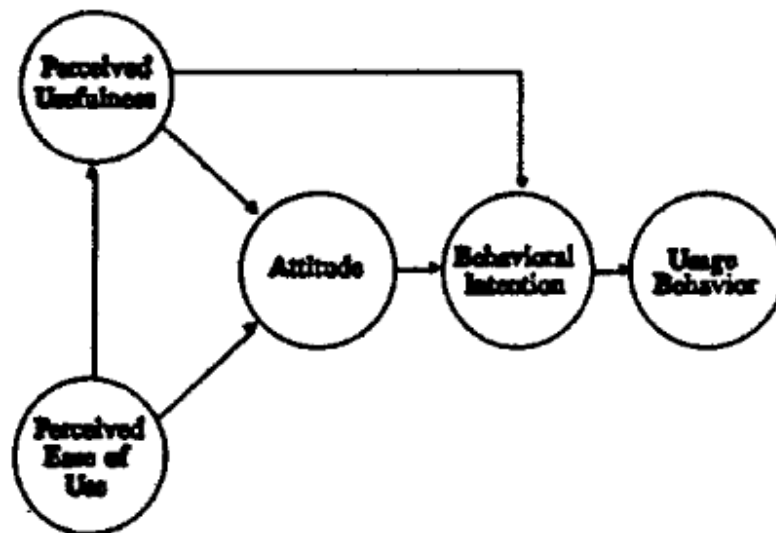 Perceived
Usefulness
Attitude
Behavioral
Intention
Usage
Behavior
Perceived
Ease of
Use